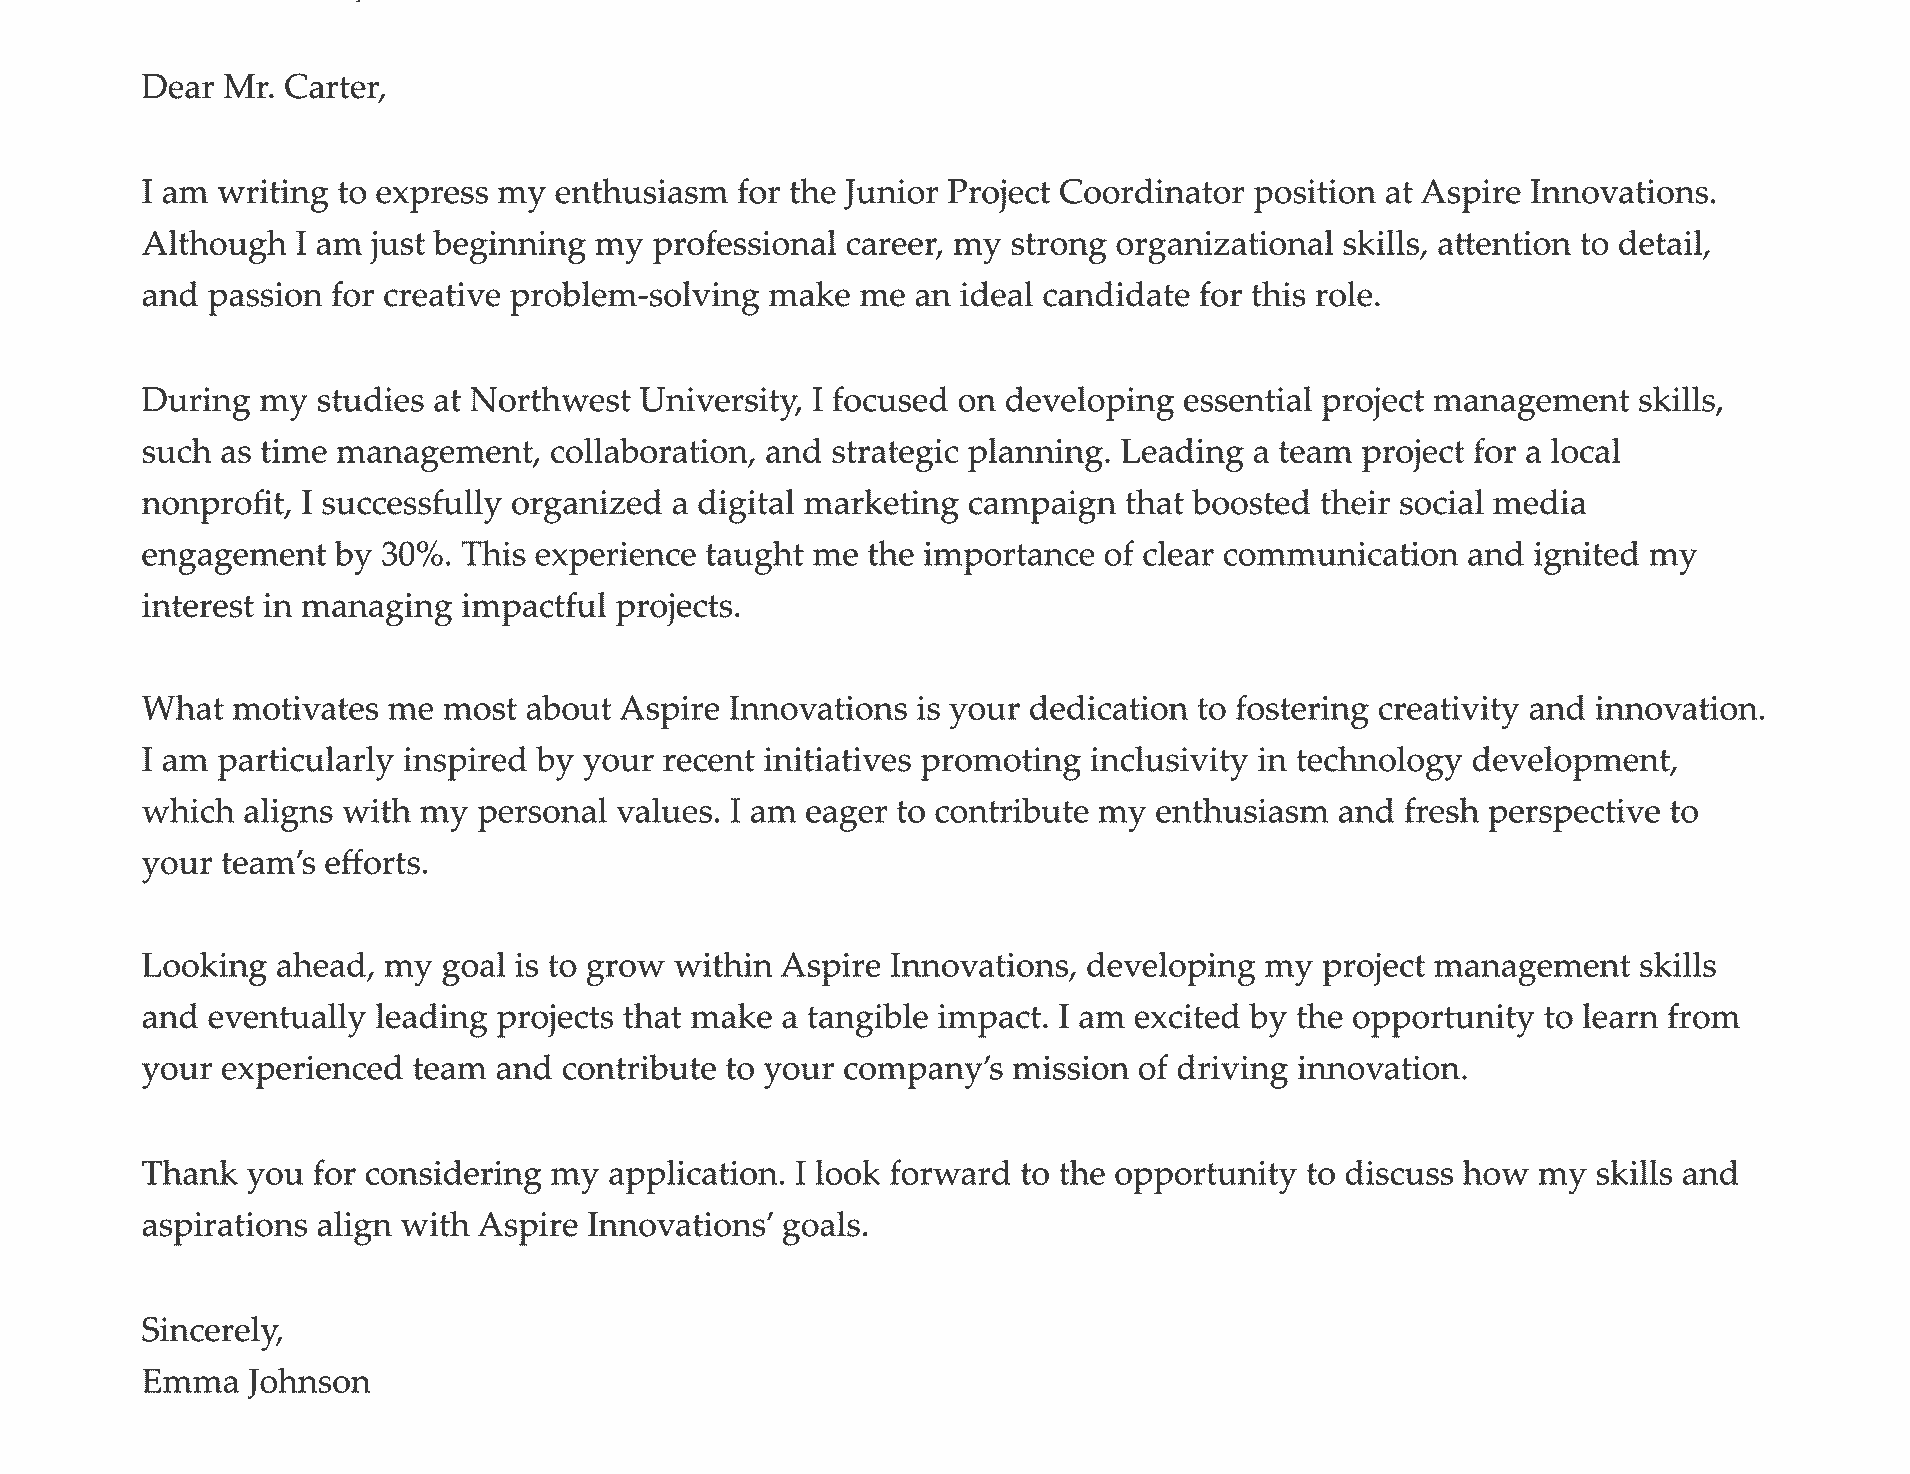 Dear Mr. Carter,
I am writing to express my enthusiasm for the Junior Project Coordinator position at Aspire Innovations.
Although I am just beginning my professional career, my strong organizational skills, attention to detail,
and passion for creative problem-solving make me an ideal candidate for this role.
During my studies at Northwest University, I focused on developing essential project management skills,
such as time management, collaboration, and strategic planning. Leading a team project for a local
nonprofit, I successfully organized a digital marketing campaign that boosted their social media
engagement by 30%. This experience taught me the importance of clear communication and ignited my
interest in managing impactful projects.
What motivates me most about Aspire Innovations is your dedication to fostering creativity and innovation.
I am particularly inspired by your recent initiatives promoting inclusivity in technology development,
which aligns with my personal values. I am eager to contribute my enthusiasm and fresh perspective to
your team’s efforts.
Looking ahead, my goal is to grow within Aspire Innovations, developing my project management skills
and eventually leading projects that make a tangible impact. I am excited by the opportunity to learn from
your experienced team and contribute to your company’s mission of driving innovation.
Thank you for considering my application. I look forward to the opportunity to discuss how my skills and
aspirations align with Aspire Innovations’ goals.
Sincerely,
Emma Johnson